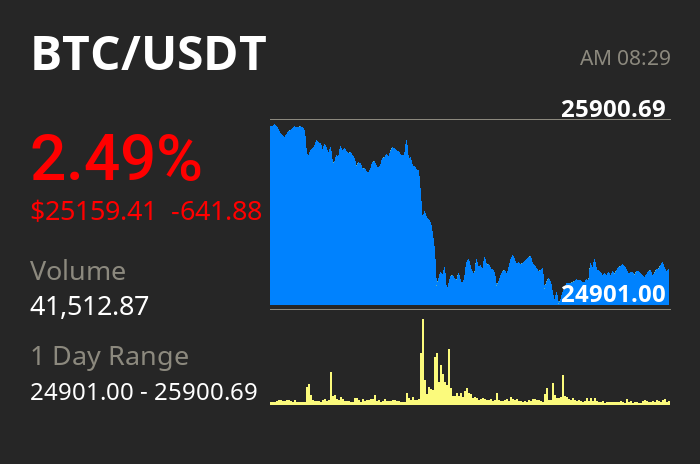 BTC/USDT
AM 08:29
25900.69
2.49%
$25159.41 -641.88
Volume
41,512.87
24901.00
1 Day Range
24901.00 - 25900.69